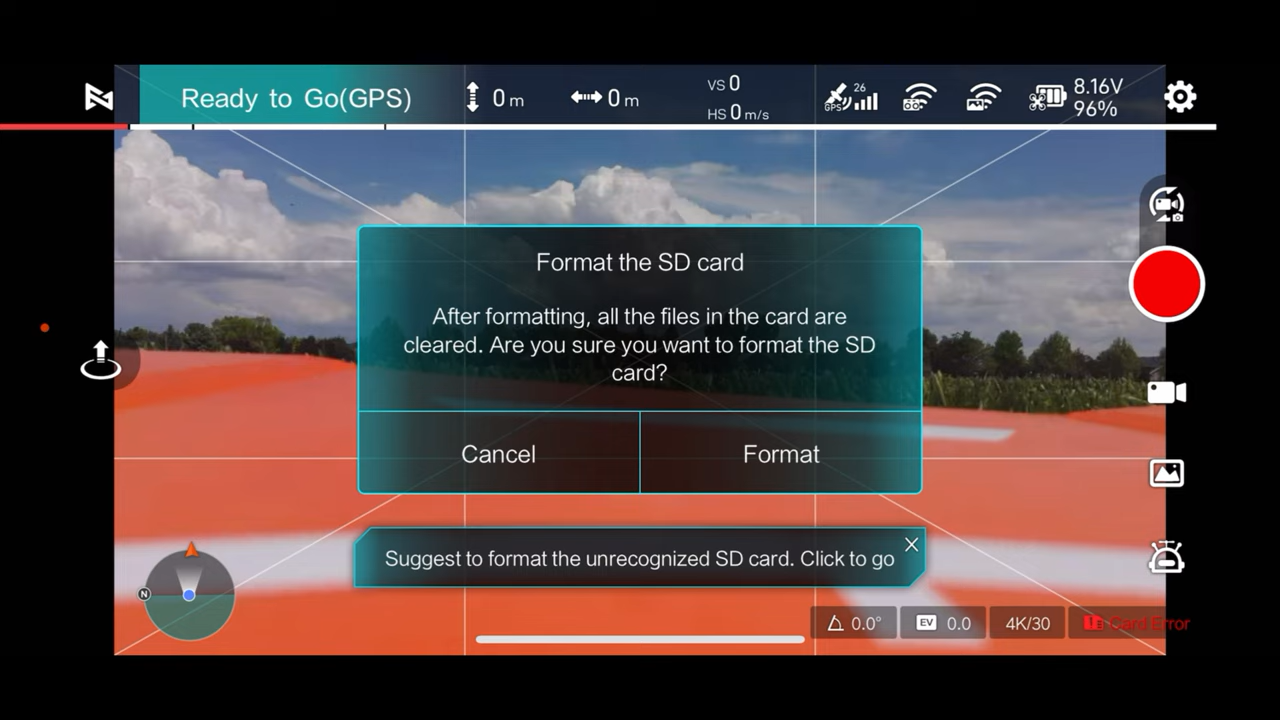 Ready to Go(GPS)
0 m
0 m
VS 0
HS 0 m/s
GPS
26
8.16V
96%
Format the SD card
After formatting, all the files in the card are
cleared. Are you sure you want to format the SD
card?
Cancel
Format
Suggest to format the unrecognized SD card. Click to go
N
0.0°
EV 0.0
4K/30
Card Error